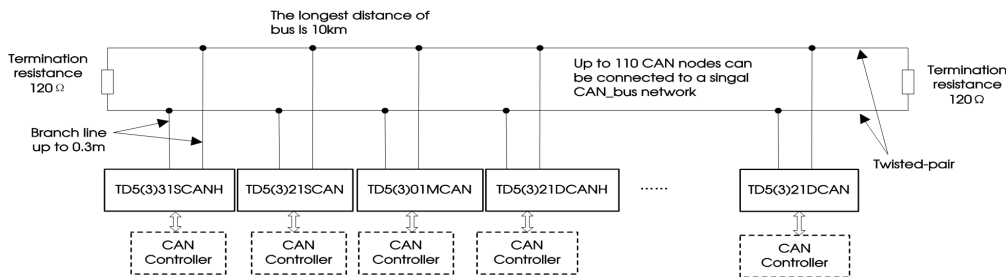 The longest distance of
bus is 10km
Termination
resistance
120Ω
Up to 110 CAN nodes can
be connected to a singal
CAN_bus network
Termination
resistance
120Ω
Branch line
up to 0.3m
Twisted-pair
TD5(3)31SCANH
TD5(3)21SCAN
TD5(3)01MCAN
TD5(3)21DCANH
······
TD5(3)21DCAN
CAN
Controller
CAN
Controller
CAN
Controller
CAN
Controller
CAN
Controller